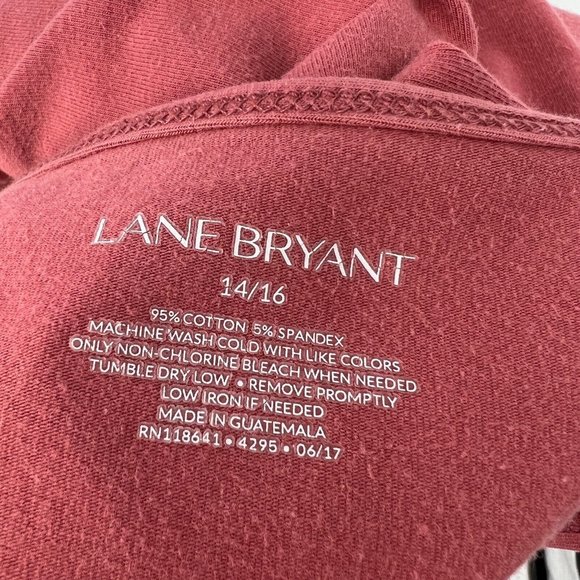 LANE BRYANT
14/16
95% COTTON 5% SPANDEX
MACHINE WASH COLD WITH LIKE COLORS
ONLY NON-CHLORINE BLEACH WHEN NEEDED
TUMBLE DRY LOW • REMOVE PROMPTLY
LOW IRON IF NEEDED
MADE IN GUATEMALA
RN118641 • 4295 • 06/17